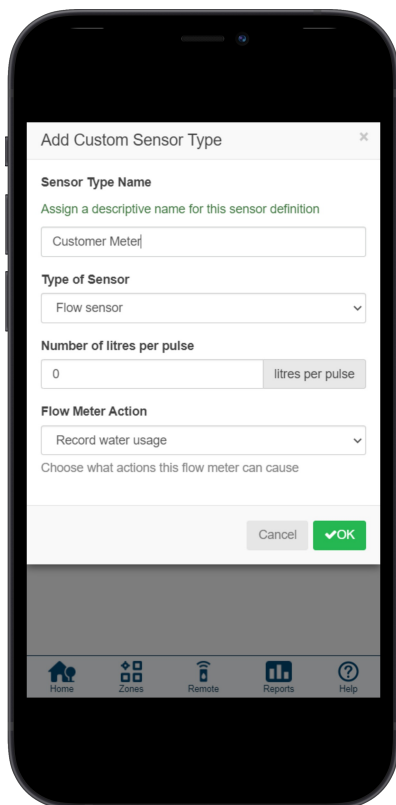 Add Custom Sensor Type ×
Sensor Type Name
Assign a descriptive name for this sensor definition
Customer Meter
Type of Sensor
Flow sensor
Number of litres per pulse
0 litres per pulse
Flow Meter Action
Record water usage
Choose what actions this flow meter can cause
Cancel ✔OK
Home Zones Remote Reports Help